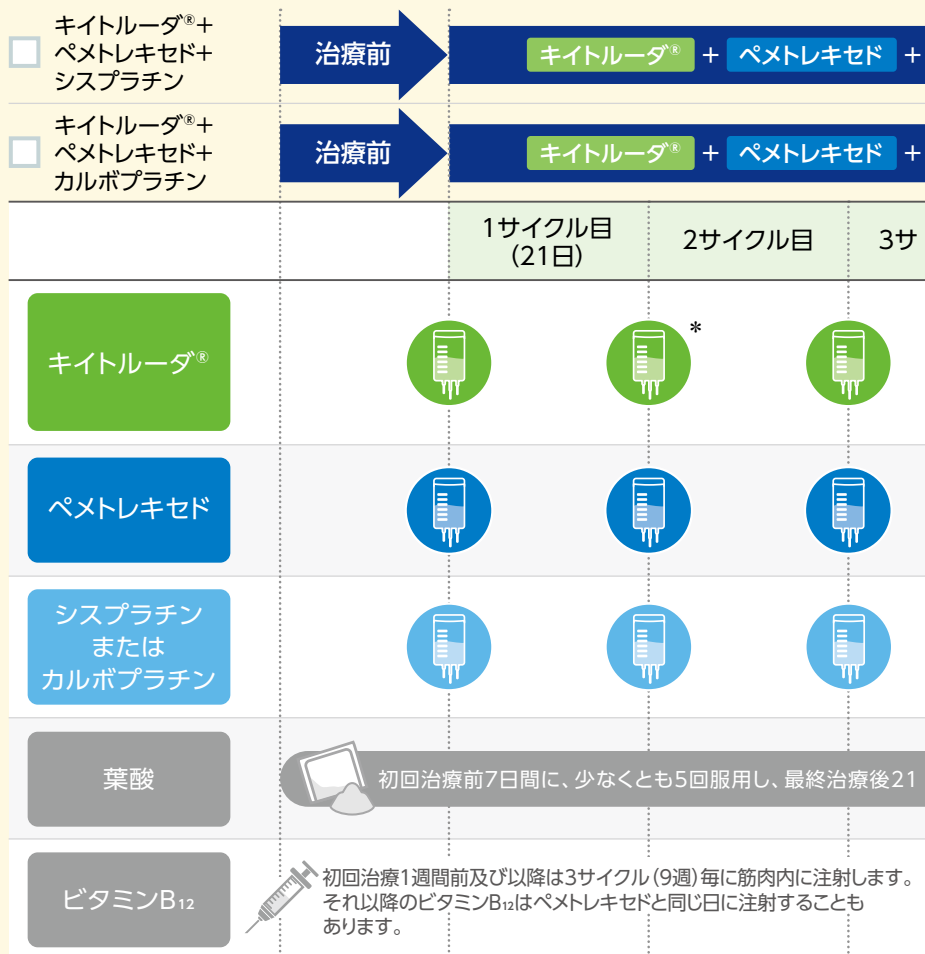 キイトルーダ®+
ペメトレキセド+
シスプラチン
治療前
キイトルーダ® + ペメトレキセド +
キイトルーダ®+
ペメトレキセド+
カルボプラチン
治療前
キイトルーダ® + ペメトレキセド +
1サイクル目
(21日)
2サイクル目
3サ
キイトルーダ®
*
ペメトレキセド
シスプラチン
または
カルボプラチン
葉酸
初回治療前7日間に、少なくとも5回服用し、最終治療後21
ビタミンB₁₂
初回治療1週間前及び以降は3サイクル(9週)毎に筋肉内に注射します。
それ以降のビタミンB₁₂はペメトレキセドと同じ日に注射することも
あります。